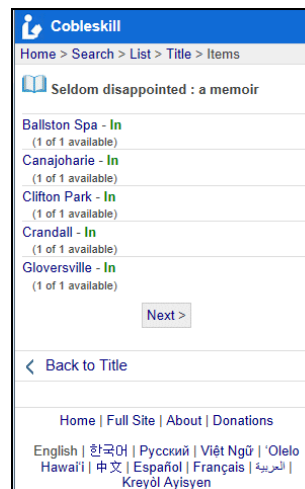 Cobleskill
Home > Search > List > Title > Items
Seldom disappointed : a memoir
Ballston Spa - In
(1 of 1 available)
Canajoharie - In
(1 of 1 available)
Clifton Park - In
(1 of 1 available)
Crandall - In
(1 of 1 available)
Gloversville - In
(1 of 1 available)
Next >
< Back to Title
Home | Full Site | About | Donations
English | 한국어 | Русский | Việt Ngữ | 'Olelo
Hawai'i | 中文 | Español | Français | العربية |
Kreyòl Ayisyen